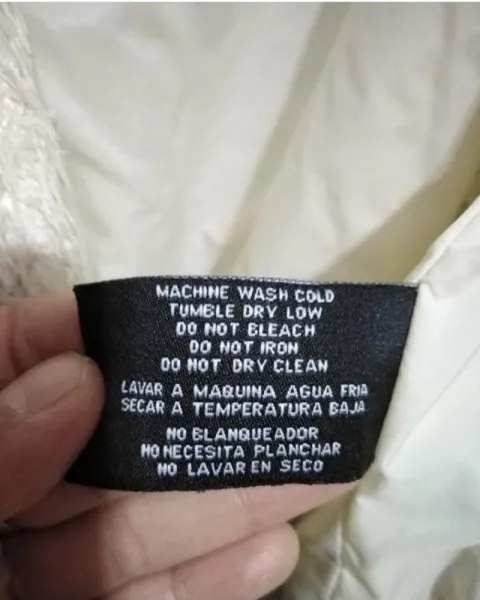 MACHINE WASH COLD
TUMBLE DRY LOW
DO NOT BLEACH
DO NOT IRON
DO NOT DRY CLEAN
LAVAR A MAQUINA AGUA FRIA
SECAR A TEMPERATURA BAJA
NO BLANQUEADOR
NO NECESITA PLANCHAR
NO LAVAR EN SECO